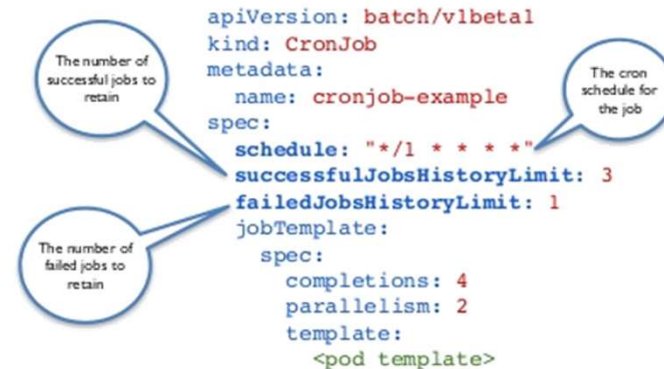 apiVersion: batch/v1beta1
kind: CronJob
metadata:
  name: cronjob-example
spec:
  schedule: "*/1 * * * *"
  successfulJobsHistoryLimit: 3
  failedJobsHistoryLimit: 1
  jobTemplate:
    spec:
      completions: 4
      parallelism: 2
      template:
        <pod template>
The number of
successful jobs to
retain
The cron
schedule for
the job
The number of
failed jobs to
retain